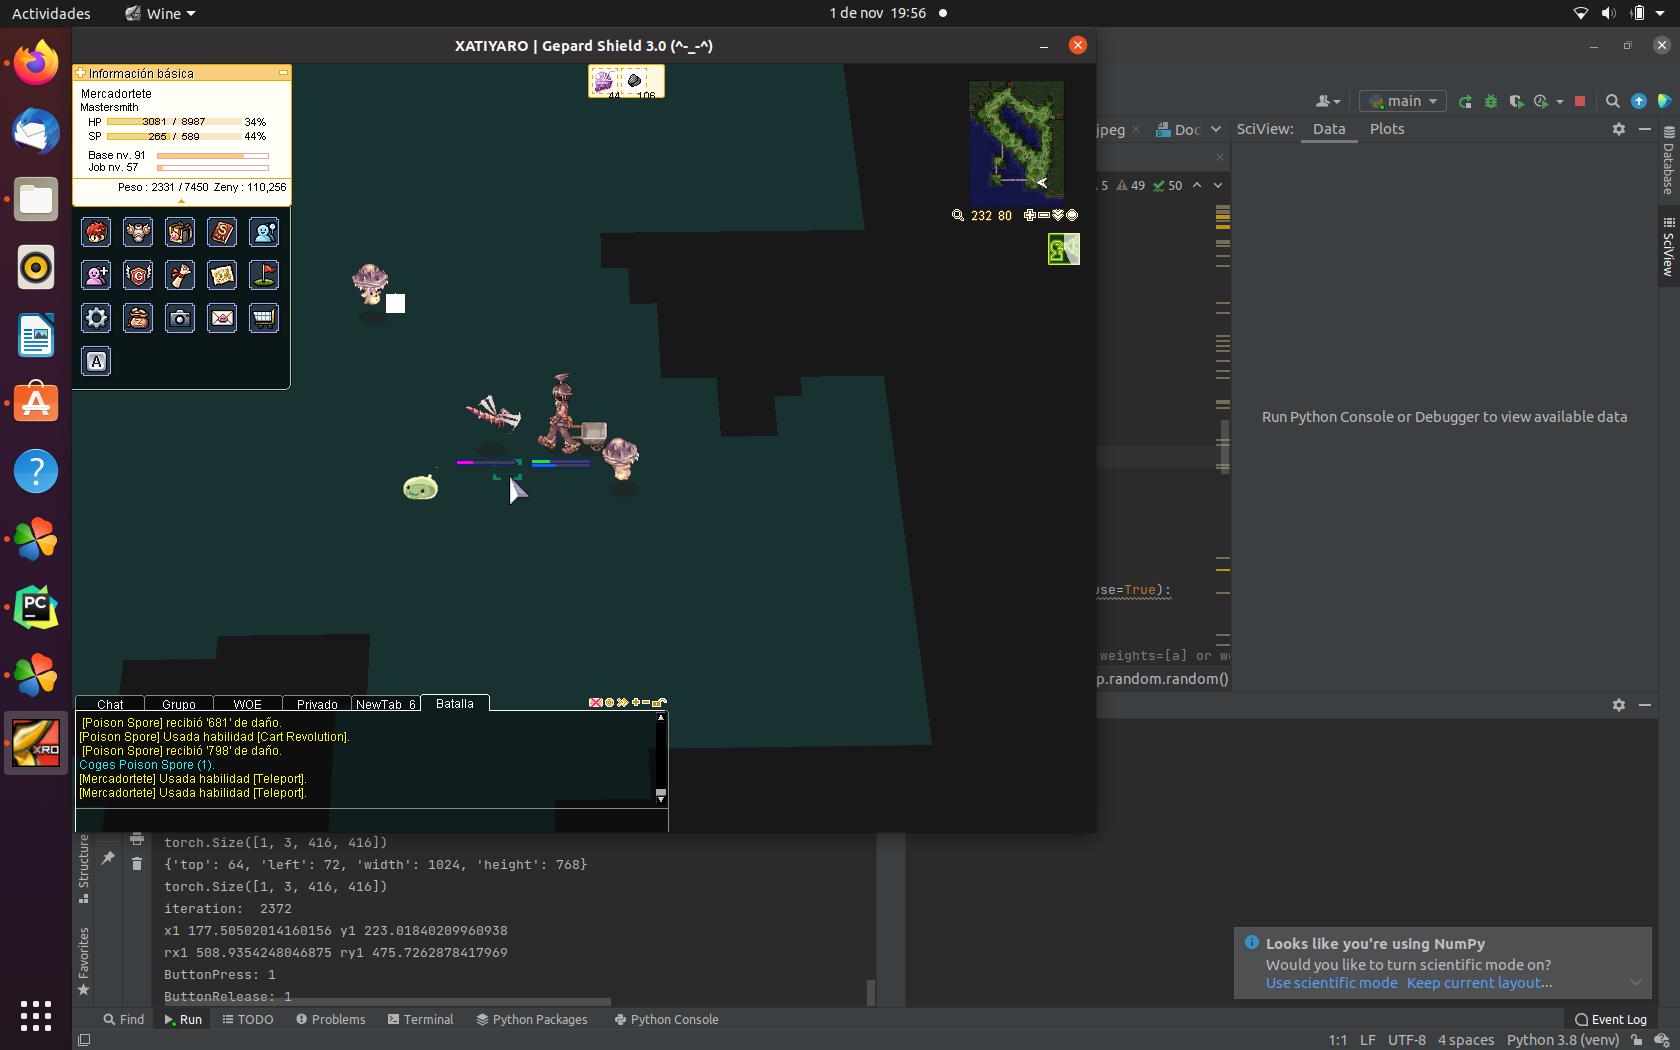 Actividades
Wine
1 de nov 19:56
XATIYARO | Gepard Shield 3.0 (^-_-^)
Información básica
Mercadortete
Mastersmith
HP 3081 / 8987 34%
SP 265 / 589 44%
Base nv. 91
Job nv. 57
Peso : 2331 / 7450 Zeny : 110,256
44 106
232 80
A
Chat Grupo WOE Privado NewTab 6 Batalla
[Poison Spore] recibió '681' de daño.
[Poison Spore] Usada habilidad [Cart Revolution].
[Poison Spore] recibió '798' de daño.
Coges Poison Spore (1).
[Mercadortete] Usada habilidad [Teleport].
[Mercadortete] Usada habilidad [Teleport].
PC
XRO
main
jpeg
Doc
SciView: Data Plots
5 49 50
Database
SciView
Run Python Console or Debugger to view available data
use=True):
weights=[a] or w
p.random.random()
torch.Size([1, 3, 416, 416])
{'top': 64, 'left': 72, 'width': 1024, 'height': 768}
torch.Size([1, 3, 416, 416])
iteration: 2372
x1 177.50502014160156 y1 223.01840209960938
rx1 508.9354248046875 ry1 475.7262878417969
ButtonPress: 1
ButtonRelease: 1
Structure
Favorites
Looks like you're using NumPy
Would you like to turn scientific mode on?
Use scientific mode Keep current layout...
Find Run TODO Problems Terminal Python Packages Python Console
Event Log
1:1 LF UTF-8 4 spaces Python 3.8 (venv)